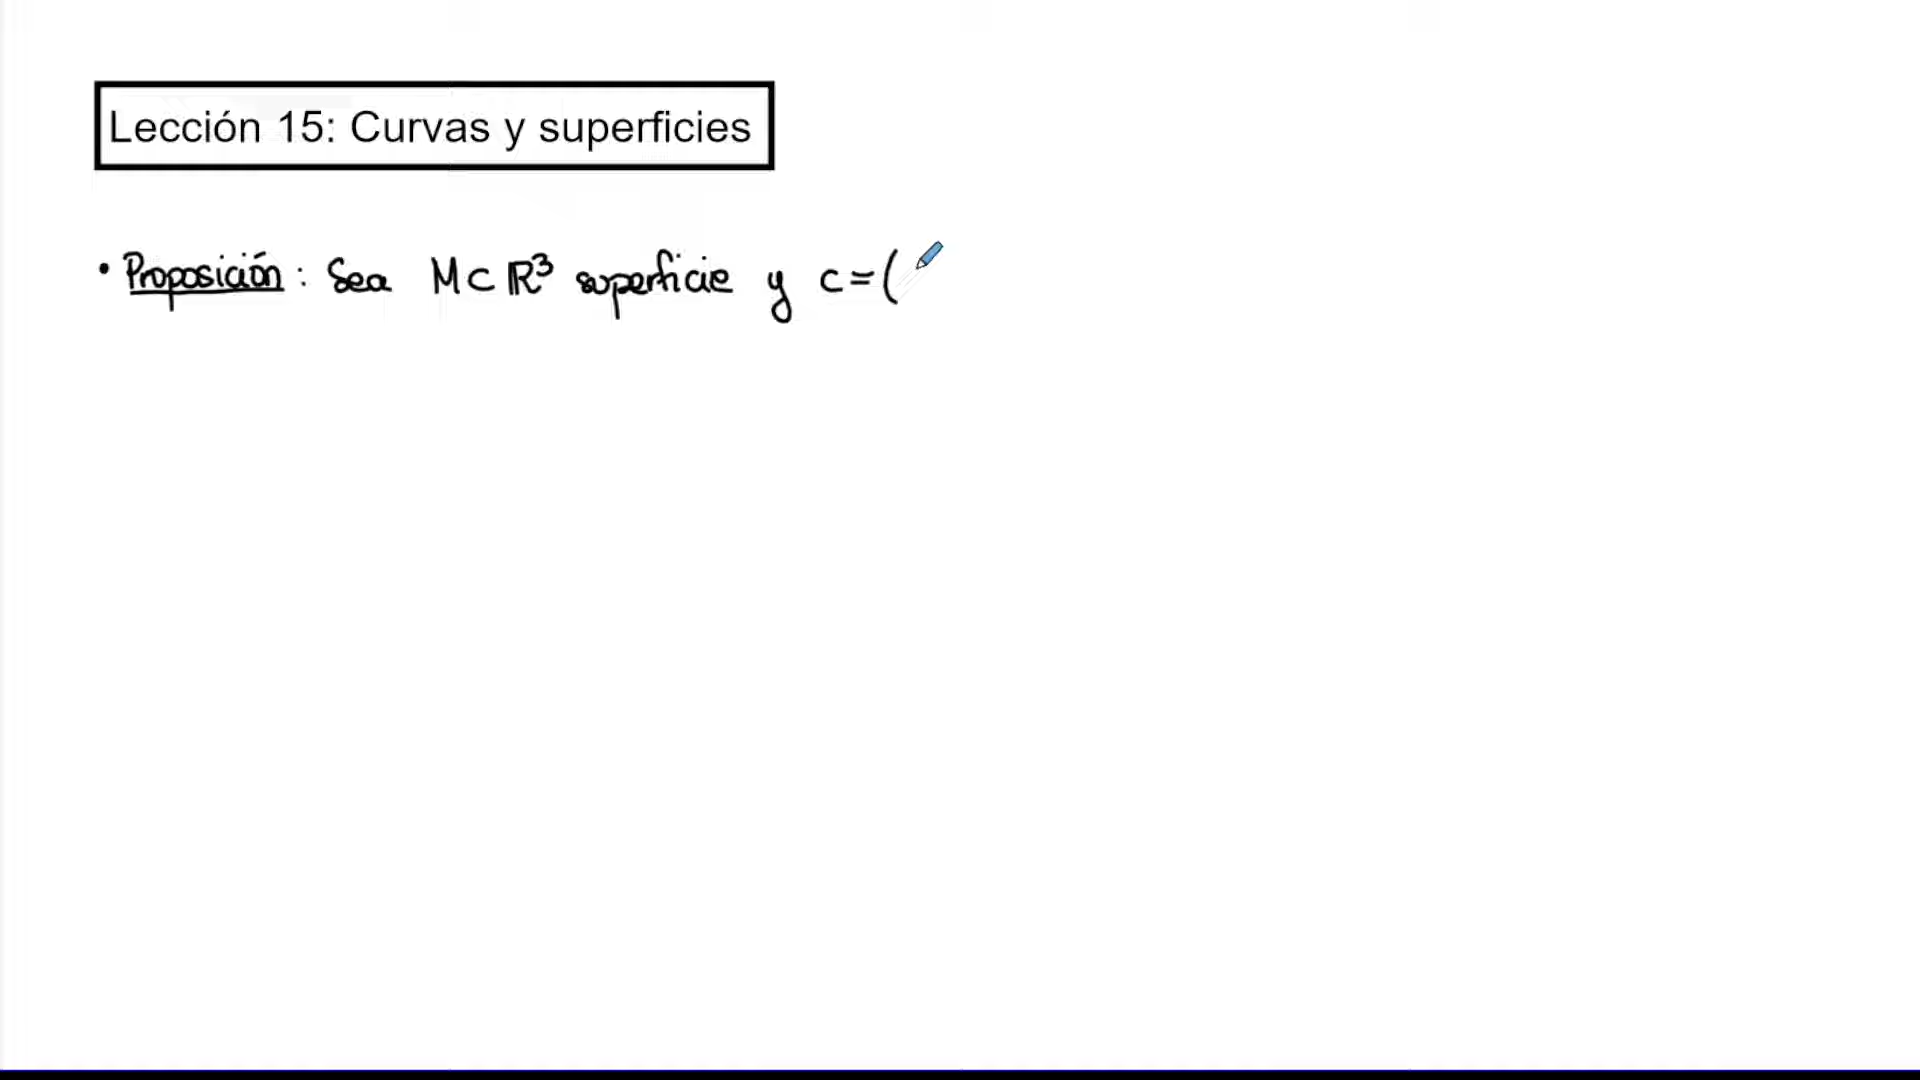 Lección 15: Curvas y superficies
• Proposición: Sea M⊂ℝ³ superficie y c=(